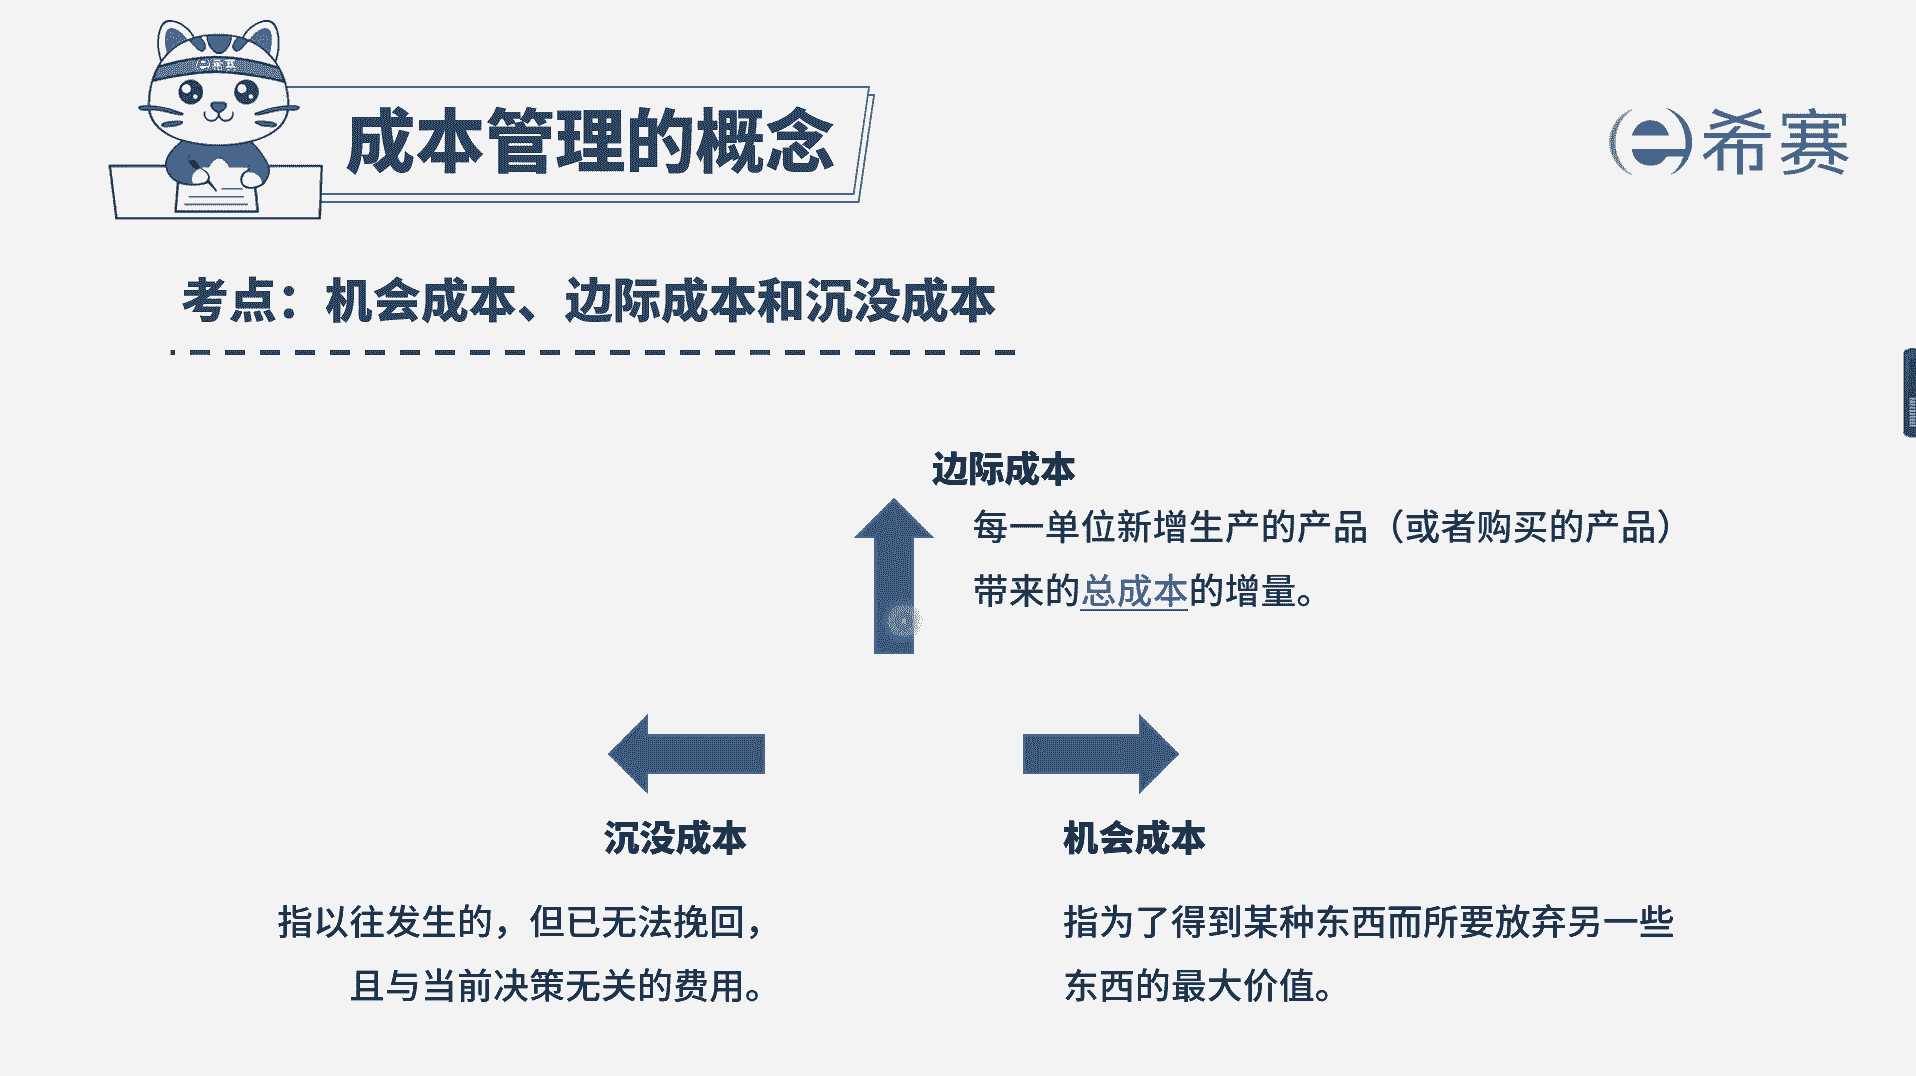 希赛
成本管理的概念
希赛
考点：机会成本、边际成本和沉没成本
边际成本
每一单位新增生产的产品（或者购买的产品）
带来的总成本的增量。
沉没成本
指以往发生的，但已无法挽回，
且与当前决策无关的费用。
机会成本
指为了得到某种东西而所要放弃另一些
东西的最大价值。